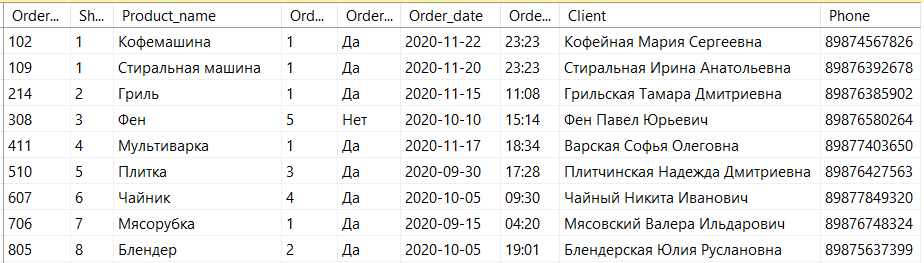 Order... Sh... Product_name Ord... Order... Order_date Orde... Client Phone
102 1 Кофемашина 1 Да 2020-11-22 23:23 Кофейная Мария Сергеевна 89874567826
109 1 Стиральная машина 1 Да 2020-11-20 23:23 Стиральная Ирина Анатольевна 89876392678
214 2 Гриль 1 Да 2020-11-15 11:08 Грильская Тамара Дмитриевна 89876385902
308 3 Фен 5 Нет 2020-10-10 15:14 Фен Павел Юрьевич 89876580264
411 4 Мультиварка 1 Да 2020-11-17 18:34 Варская Софья Олеговна 89877403650
510 5 Плитка 3 Да 2020-09-30 17:28 Плитчинская Надежда Дмитриевна 89876427563
607 6 Чайник 4 Да 2020-10-05 09:30 Чайный Никита Иванович 89877849320
706 7 Мясорубка 1 Да 2020-09-15 04:20 Мясовский Валера Ильдарович 89876748324
805 8 Блендер 2 Да 2020-10-05 19:01 Блендерская Юлия Руслановна 89875637399